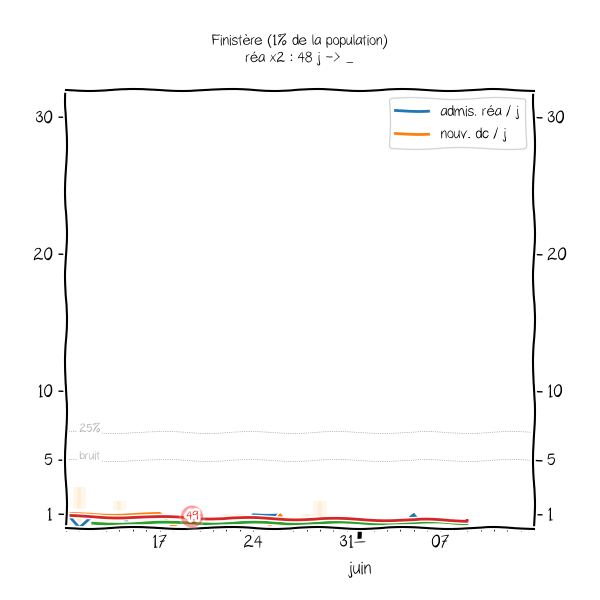 Finistère (1% de la population)
réa x2 : 48 j -> _
admis. réa / j
nouv. dc / j
30
30
20
20
10
10
25%
5
5
bruit
1
1
49
17
24
31
07
juin